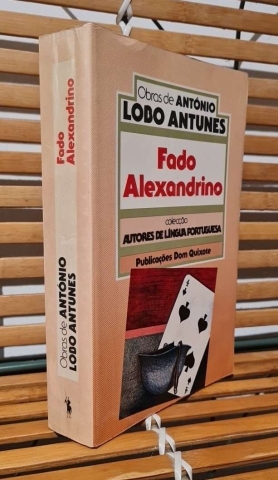 Obras de ANTÓNIO
LOBO ANTUNES
Fado
Alexandrino
colecção
AUTORES DE LÍNGUA PORTUGUESA
Publicações Dom Quixote
Fado
Alexandrino
Obras de ANTÓNIO
LOBO ANTUNES